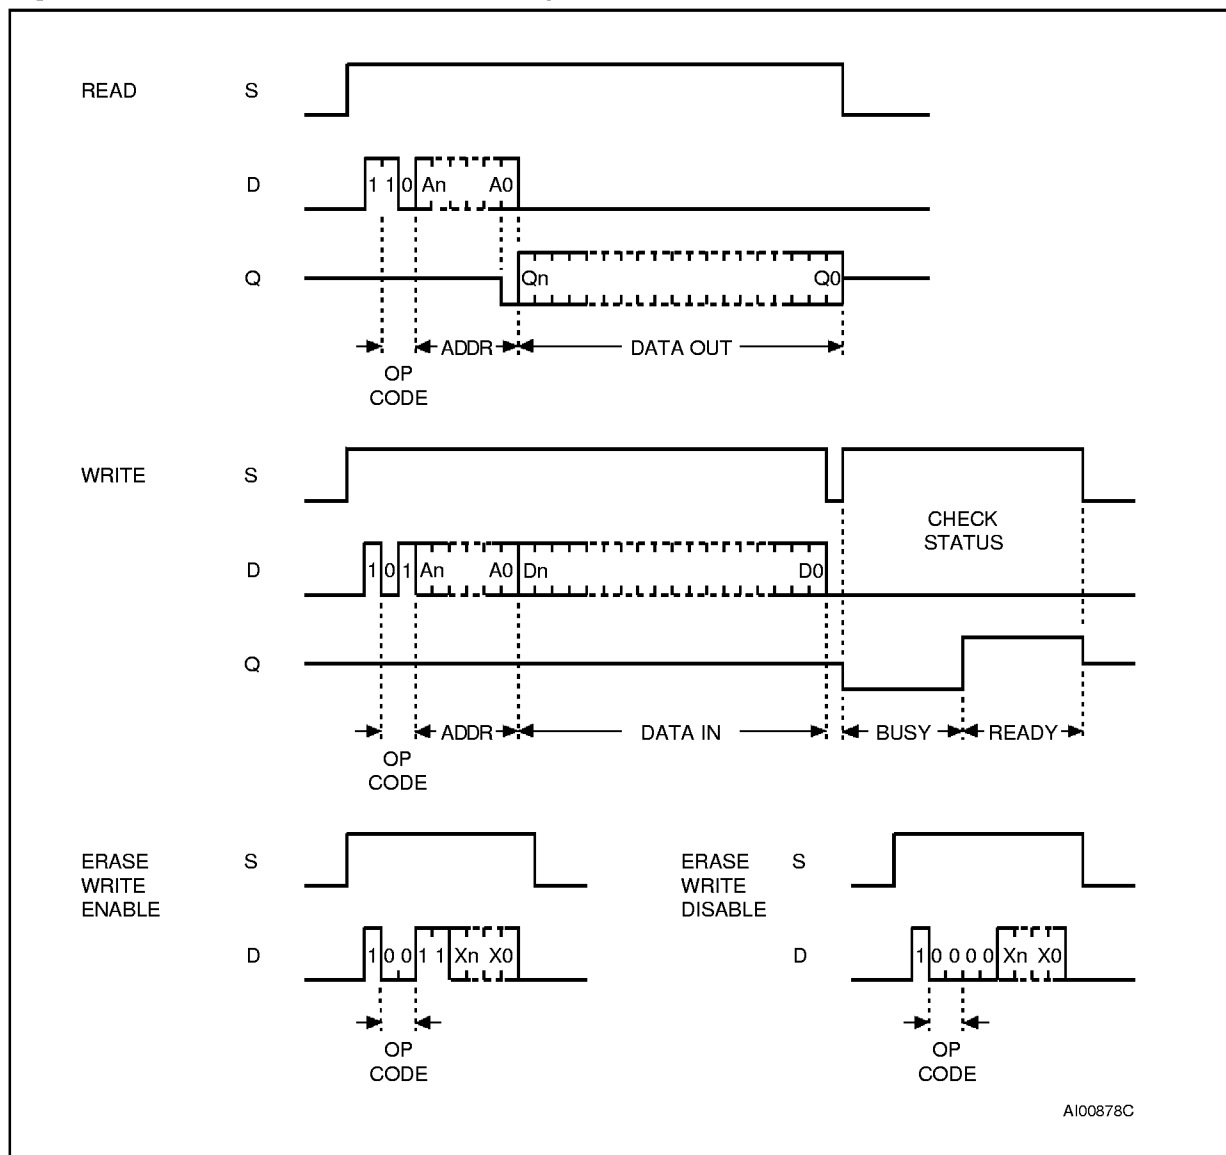 READ S
D 1 1 0 An A0
Q Qn Q0
ADDR DATA OUT
OP
CODE
WRITE S
CHECK
STATUS
D 1 0 1 An A0 Dn D0
Q
ADDR DATA IN BUSY READY
OP
CODE
ERASE
WRITE
ENABLE
S
D 1 0 0 1 1 Xn X0
OP
CODE
ERASE
WRITE
DISABLE
S
D 1 0 0 0 0 Xn X0
OP
CODE
AI00878C